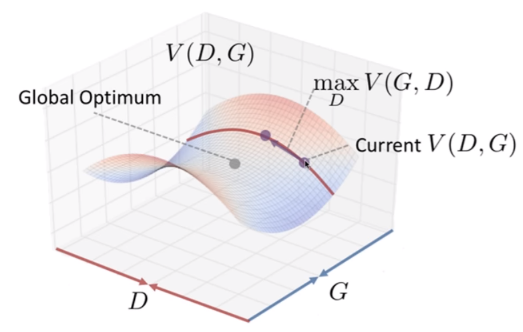 V(D, G)
max V(G, D)
D
Global Optimum
Current V(D, G)
D
G